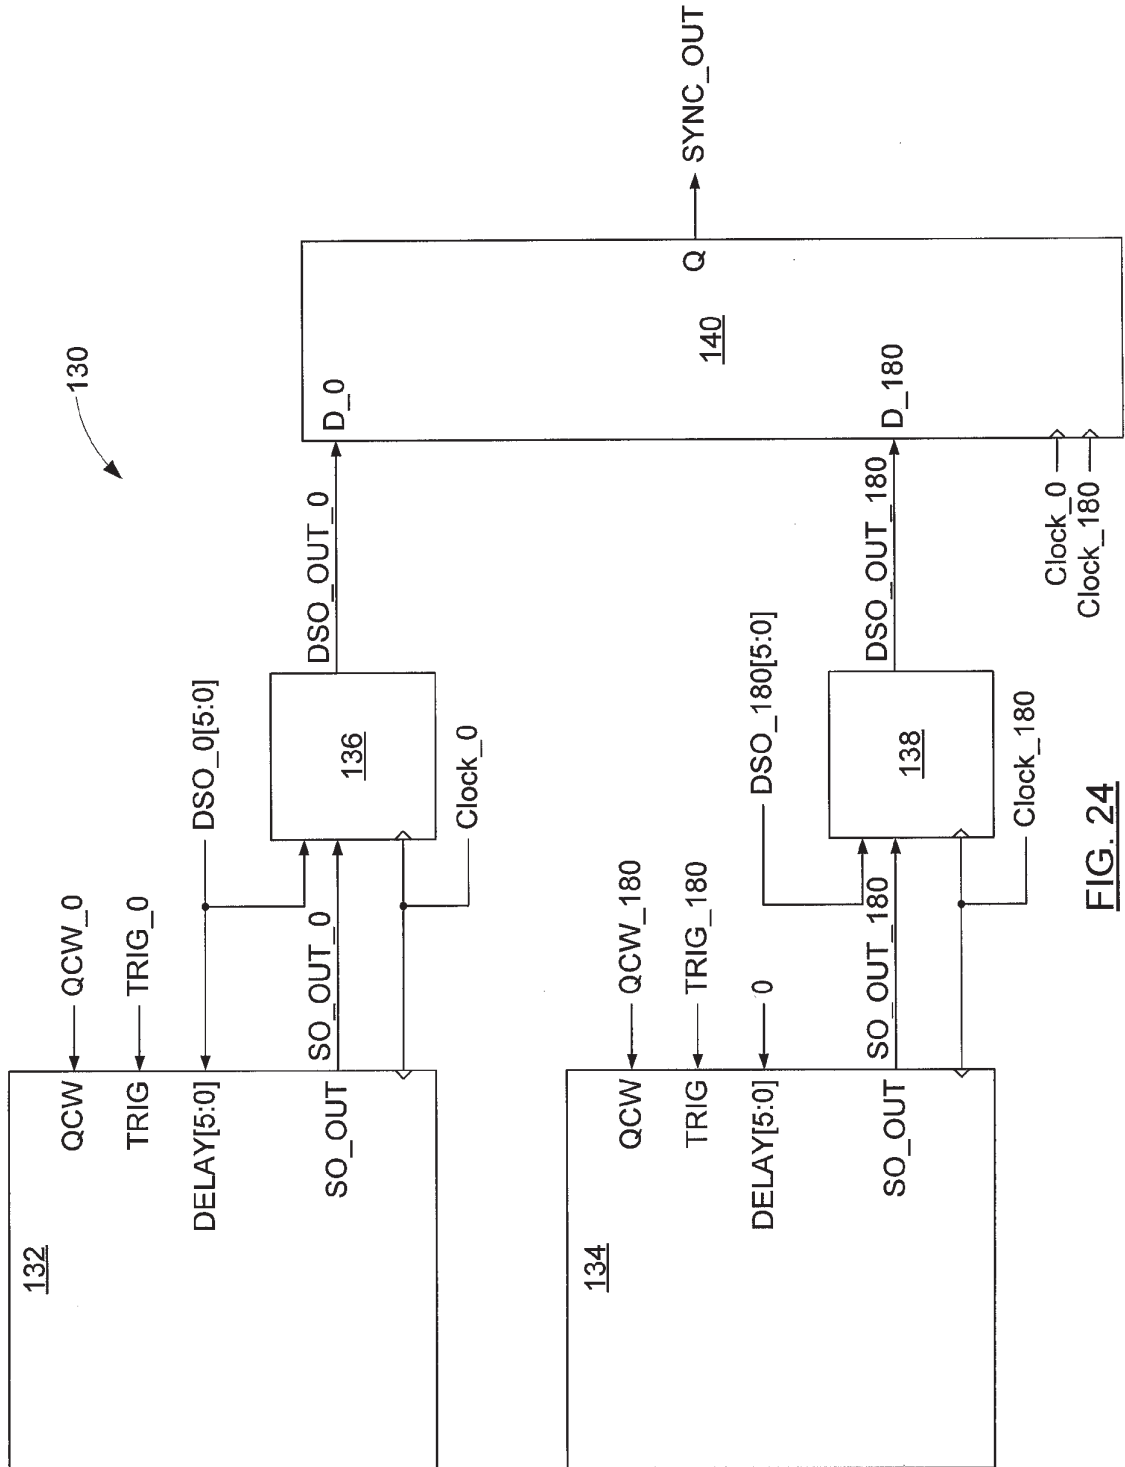 130
132
QCW
QCW_0
TRIG
TRIG_0
DELAY[5:0]
DSO_0[5:0]
SO_OUT
SO_OUT_0
136
Clock_0
DSO_OUT_0
D_0
134
QCW
QCW_180
TRIG
TRIG_180
DELAY[5:0]
0
DSO_180[5:0]
SO_OUT
SO_OUT_180
138
Clock_180
DSO_OUT_180
D_180
140
Q
SYNC_OUT
Clock_0
Clock_180
FIG. 24